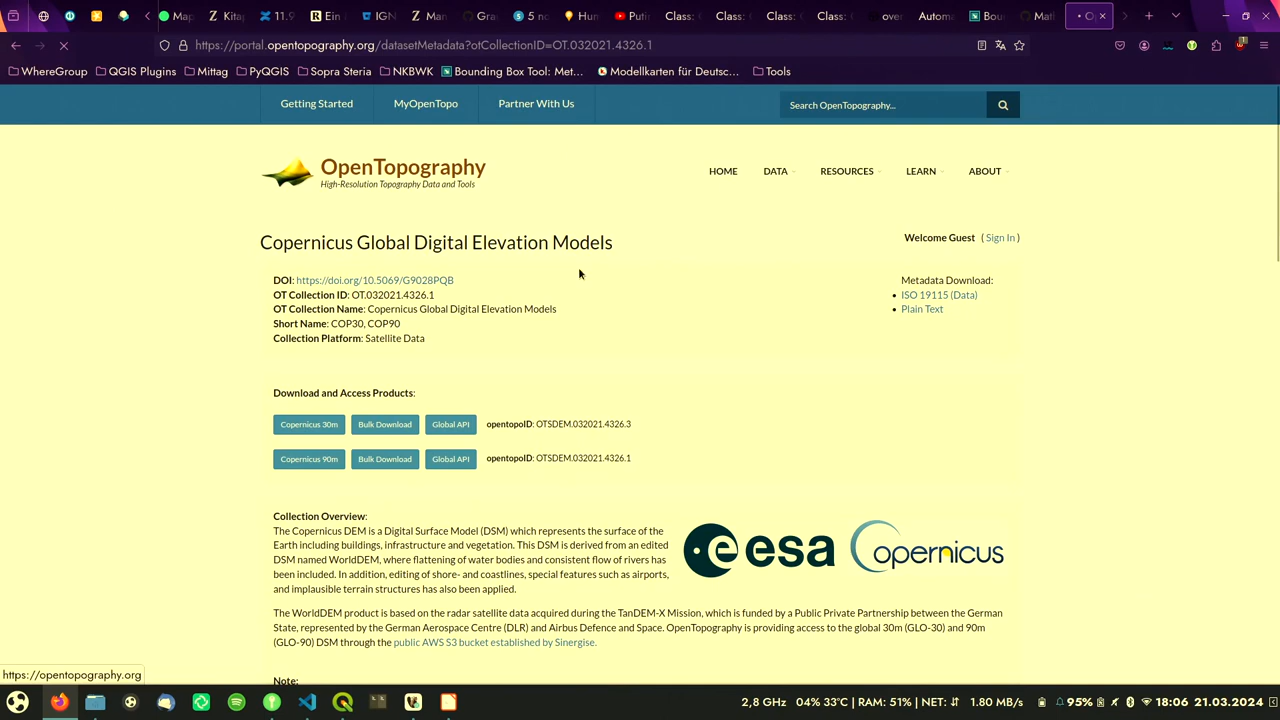 Map
Z
Kotap
5 no
Hum
Putir
Class:
Class:
Class:
Alexa
Auto
Bour
Math
https://portal.opentopography.org/datasetMetadata?otCollectionID=OT.032021.4326.1
WhereGroup QGIS Plugins Mittag PyQGIS Sopra Steria NKBWK Bounding Box Tool: Met… Modellkarten für Deutsc… Tools
Getting Started MyOpenTopo Partner With Us Search OpenTopography...
OpenTopography
High-Resolution Topography Data and Tools
HOME DATA RESOURCES LEARN ABOUT
Copernicus Global Digital Elevation Models
Welcome Guest ( Sign In )
DOI: https://doi.org/10.5069/G9028PQB
OT Collection ID: OT.032021.4326.1
OT Collection Name: Copernicus Global Digital Elevation Models
Short Name: COP30, COP90
Collection Platform: Satellite Data
Metadata Download:
• ISO 19115 (Data)
• Plain Text
Download and Access Products:
Copernicus 30m Bulk Download Global API opentopoID: OTSDEM.032021.4326.3
Copernicus 90m Bulk Download Global API opentopoID: OTSDEM.032021.4326.1
Collection Overview:
The Copernicus DEM is a Digital Surface Model (DSM) which represents the surface of the
Earth including buildings, infrastructure and vegetation. This DSM is derived from an edited
DSM named WorldDEM, where flattening of water bodies and consistent flow of rivers has
been included. In addition, editing of shore- and coastlines, special features such as airports,
and implausible terrain structures has also been applied.
esa
opernicus
The WorldDEM product is based on the radar satellite data acquired during the TanDEM-X Mission, which is funded by a Public Private Partnership between the German
State, represented by the German Aerospace Centre (DLR) and Airbus Defence and Space. OpenTopography is providing access to the global 30m (GLO-30) and 90m
(GLO-90) DSM through the public AWS S3 bucket established by Sinergise.
Note:
https://opentopography.org
2,8 GHz 04% 33°C | RAM: 51% | NET: 1.80 MB/s 95% 18:06 21.03.2024